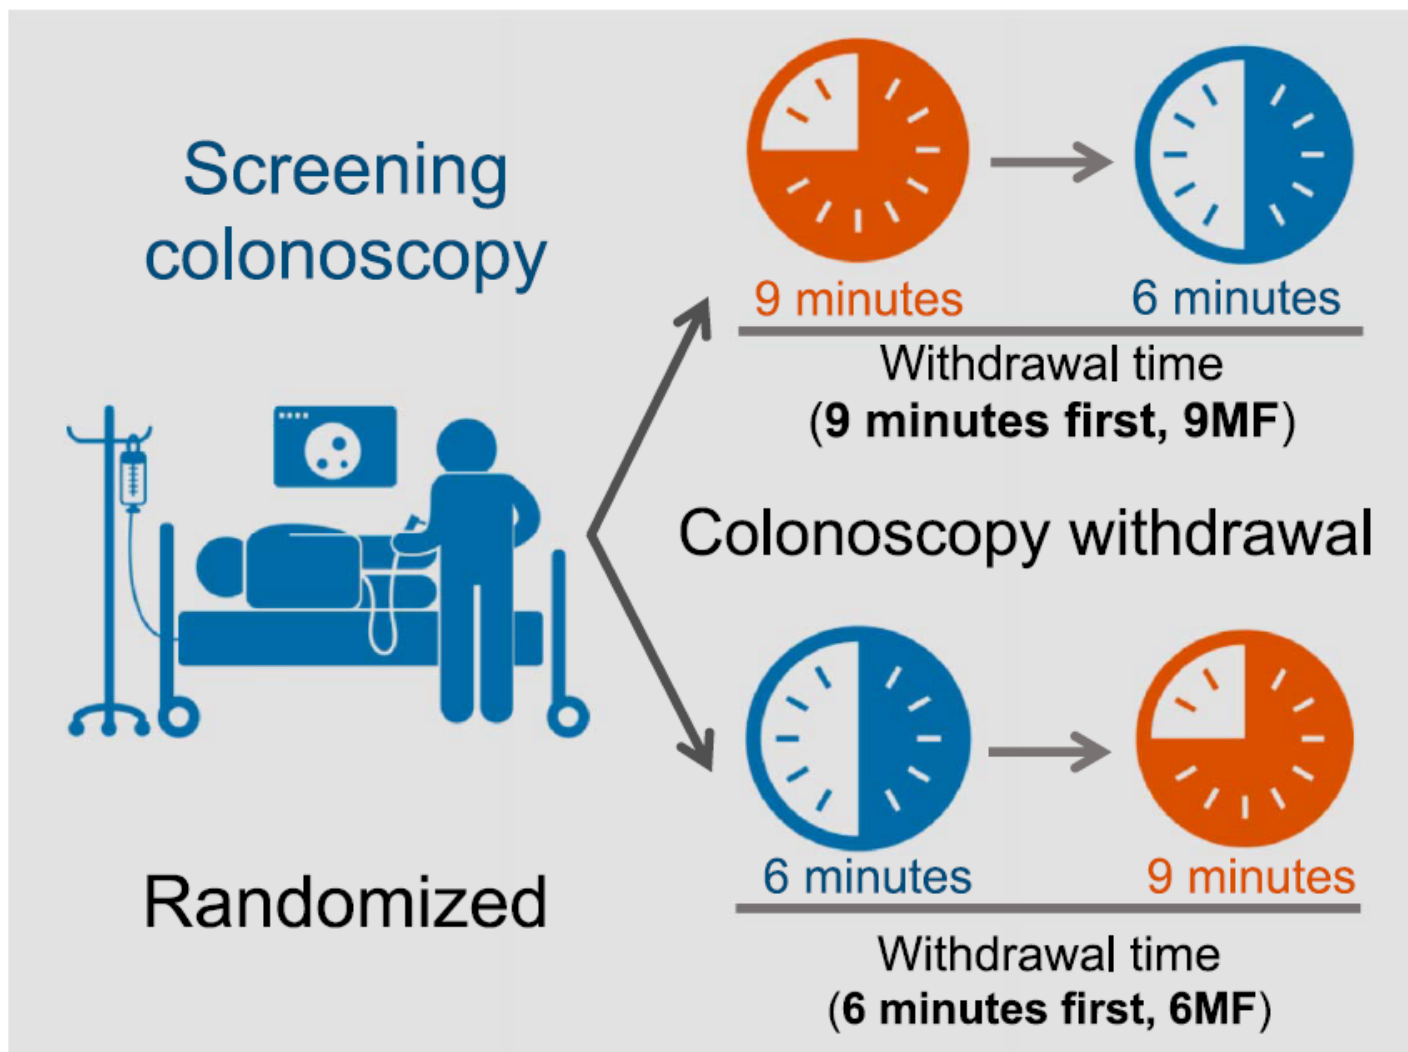 Screening
colonoscopy
Randomized
9 minutes
6 minutes
Withdrawal time
(9 minutes first, 9MF)
Colonoscopy withdrawal
6 minutes
9 minutes
Withdrawal time
(6 minutes first, 6MF)